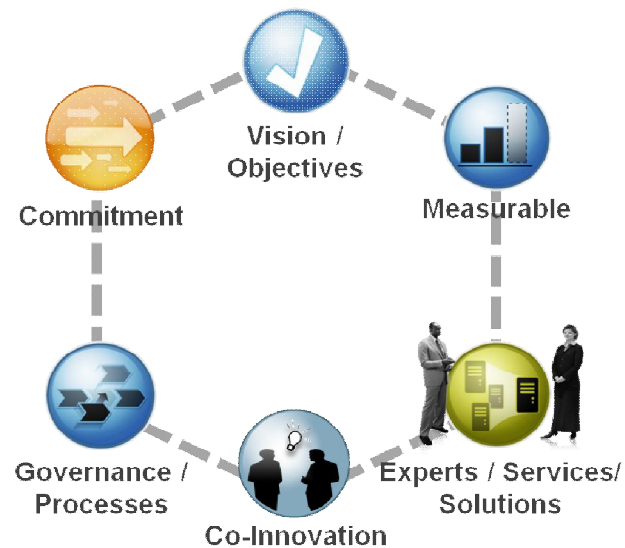 Vision /
Objectives
Commitment
Measurable
Governance /
Processes
Experts / Services/
Solutions
Co-Innovation